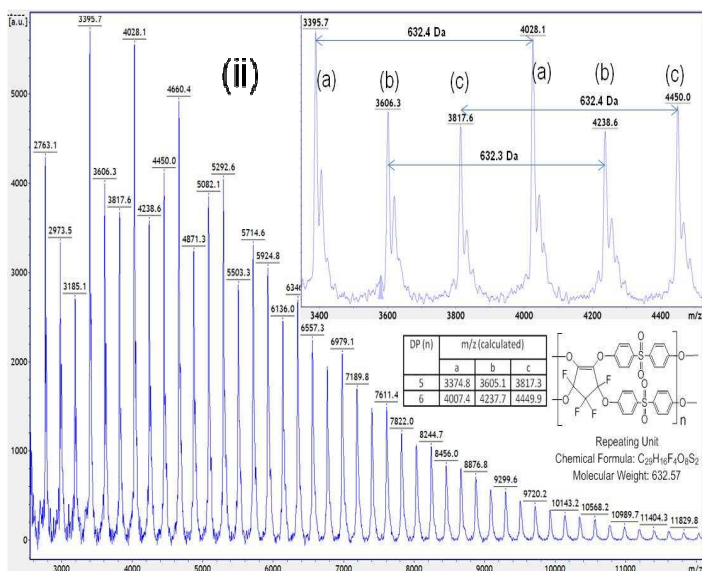 [a.u.]
(ii)
5000
4000
3000
2000
1000
0
2763.1
2973.5
3185.1
3395.7
3606.3
3817.6
4028.1
4238.6
4450.0
4660.4
4871.3
5082.1
5292.6
5503.3
5714.6
5924.8
6136.0
6346
6557.3
6979.1
7189.8
7611.4
7822.0
8244.7
8456.0
8876.8
9299.6
9720.2
10143.2
10568.2
10989.7
11404.3
11829.8
3000
4000
5000
6000
7000
8000
9000
10000
11000
m/z
3395.7
632.4 Da
4028.1
(a)
(b)
(c)
(a)
(b)
(c)
3606.3
3817.6
632.4 Da
4450.0
4238.6
632.3 Da
3400
3600
3800
4000
4200
4400
m/z
DP (n) m/z (calculated)
a b c
5 3374.8 3605.1 3817.3
6 4007.4 4237.7 4449.9
O
O
O
S
O
O
F
F
F
F
O
O
O
S
O
O
n
Repeating Unit
Chemical Formula: C29H16F4O8S2
Molecular Weight: 632.57